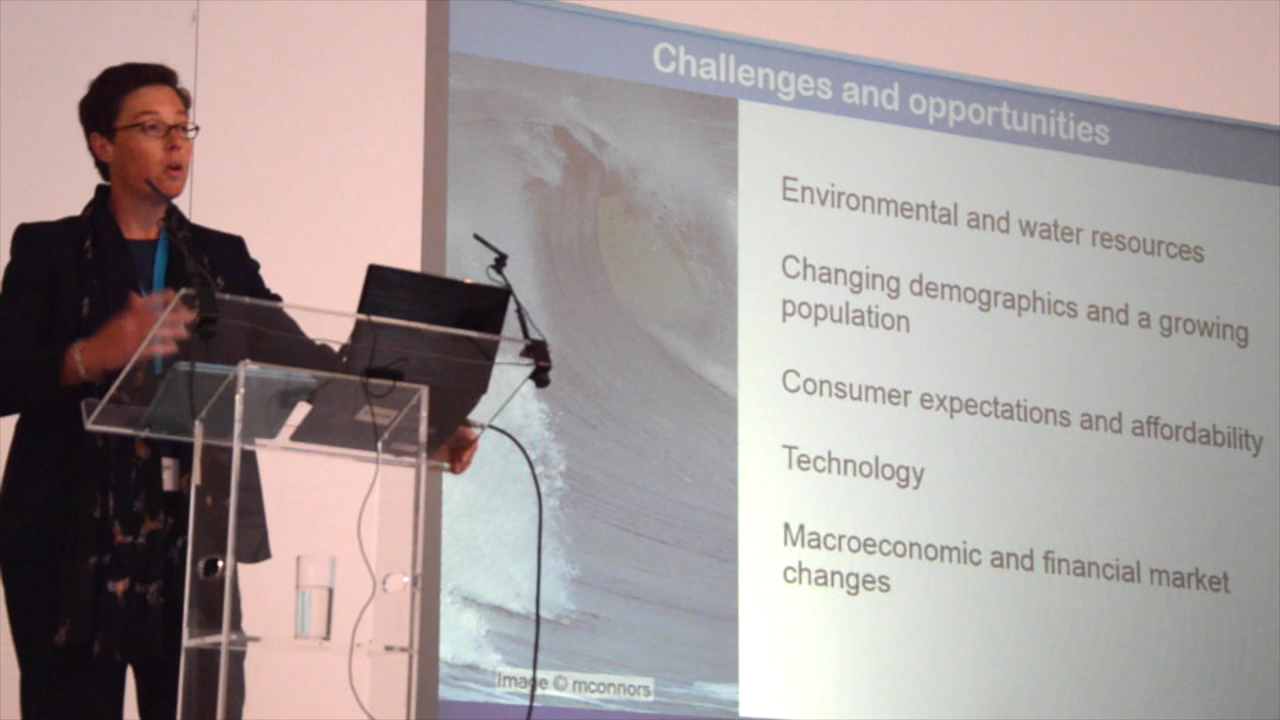 Challenges and opportunities
Environmental and water resources
Changing demographics and a growing
population
Consumer expectations and affordability
Technology
Macroeconomic and financial market
changes
Image © mconnors